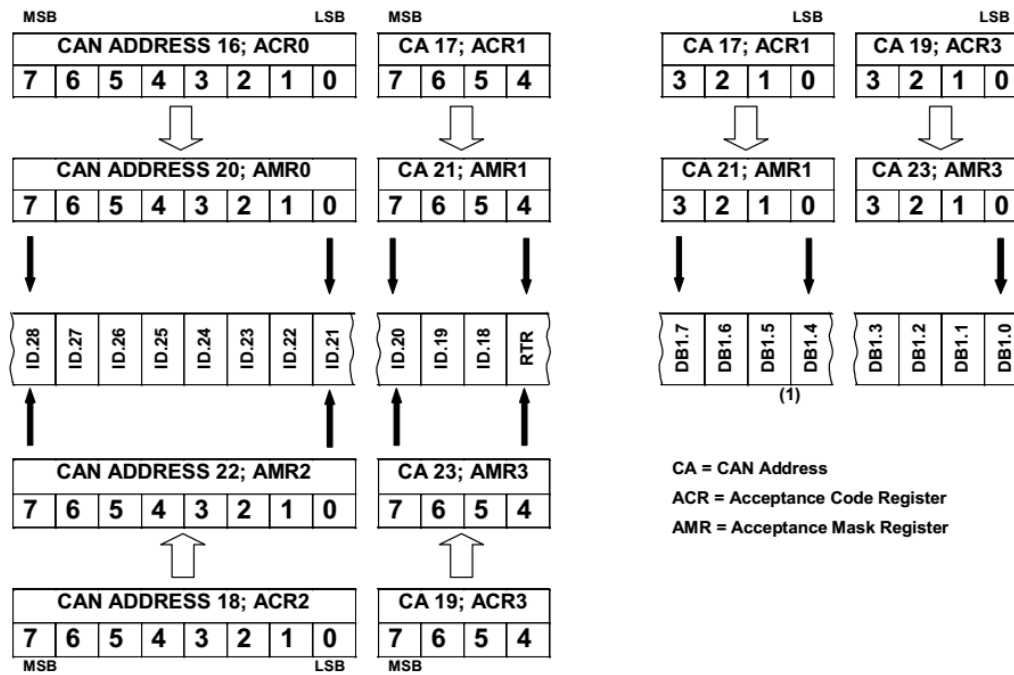 MSB LSB MSB LSB LSB
CAN ADDRESS 16; ACR0 CA 17; ACR1 CA 17; ACR1 CA 19; ACR3
7 6 5 4 3 2 1 0 7 6 5 4 3 2 1 0 3 2 1 0
CAN ADDRESS 20; AMR0 CA 21; AMR1 CA 21; AMR1 CA 23; AMR3
7 6 5 4 3 2 1 0 7 6 5 4 3 2 1 0 3 2 1 0
ID.28 ID.27 ID.26 ID.25 ID.24 ID.23 ID.22 ID.21 ID.20 ID.19 ID.18 RTR DB1.7 DB1.6 DB1.5 DB1.4 DB1.3 DB1.2 DB1.1 DB1.0
(1)
CAN ADDRESS 22; AMR2 CA 23; AMR3
7 6 5 4 3 2 1 0 7 6 5 4
CA = CAN Address
ACR = Acceptance Code Register
AMR = Acceptance Mask Register
CAN ADDRESS 18; ACR2 CA 19; ACR3
7 6 5 4 3 2 1 0 7 6 5 4
MSB LSB MSB